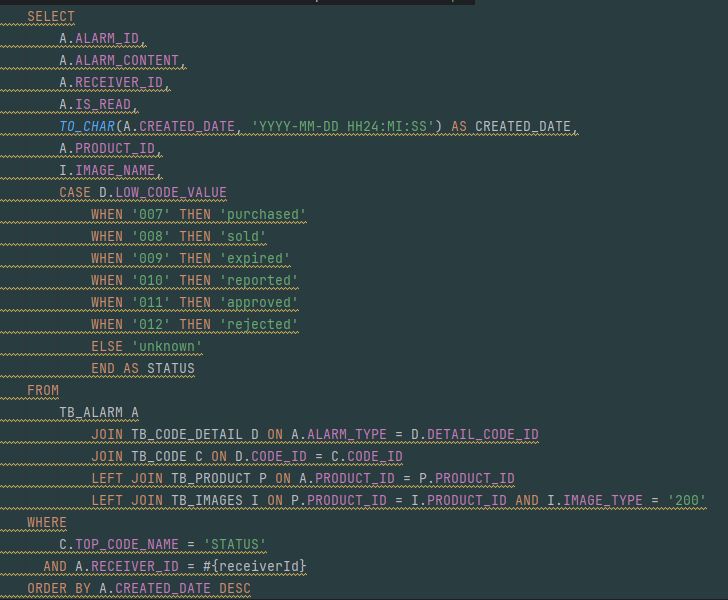 SELECT
A.ALARM_ID,
A.ALARM_CONTENT,
A.RECEIVER_ID,
A.IS_READ,
TO_CHAR(A.CREATED_DATE, 'YYYY-MM-DD HH24:MI:SS') AS CREATED_DATE,
A.PRODUCT_ID,
I.IMAGE_NAME,
CASE D.LOW_CODE_VALUE
WHEN '007' THEN 'purchased'
WHEN '008' THEN 'sold'
WHEN '009' THEN 'expired'
WHEN '010' THEN 'reported'
WHEN '011' THEN 'approved'
WHEN '012' THEN 'rejected'
ELSE 'unknown'
END AS STATUS
FROM
TB_ALARM A
JOIN TB_CODE_DETAIL D ON A.ALARM_TYPE = D.DETAIL_CODE_ID
JOIN TB_CODE C ON D.CODE_ID = C.CODE_ID
LEFT JOIN TB_PRODUCT P ON A.PRODUCT_ID = P.PRODUCT_ID
LEFT JOIN TB_IMAGES I ON P.PRODUCT_ID = I.PRODUCT_ID AND I.IMAGE_TYPE = '200'
WHERE
C.TOP_CODE_NAME = 'STATUS'
AND A.RECEIVER_ID = #{receiverId}
ORDER BY A.CREATED_DATE DESC